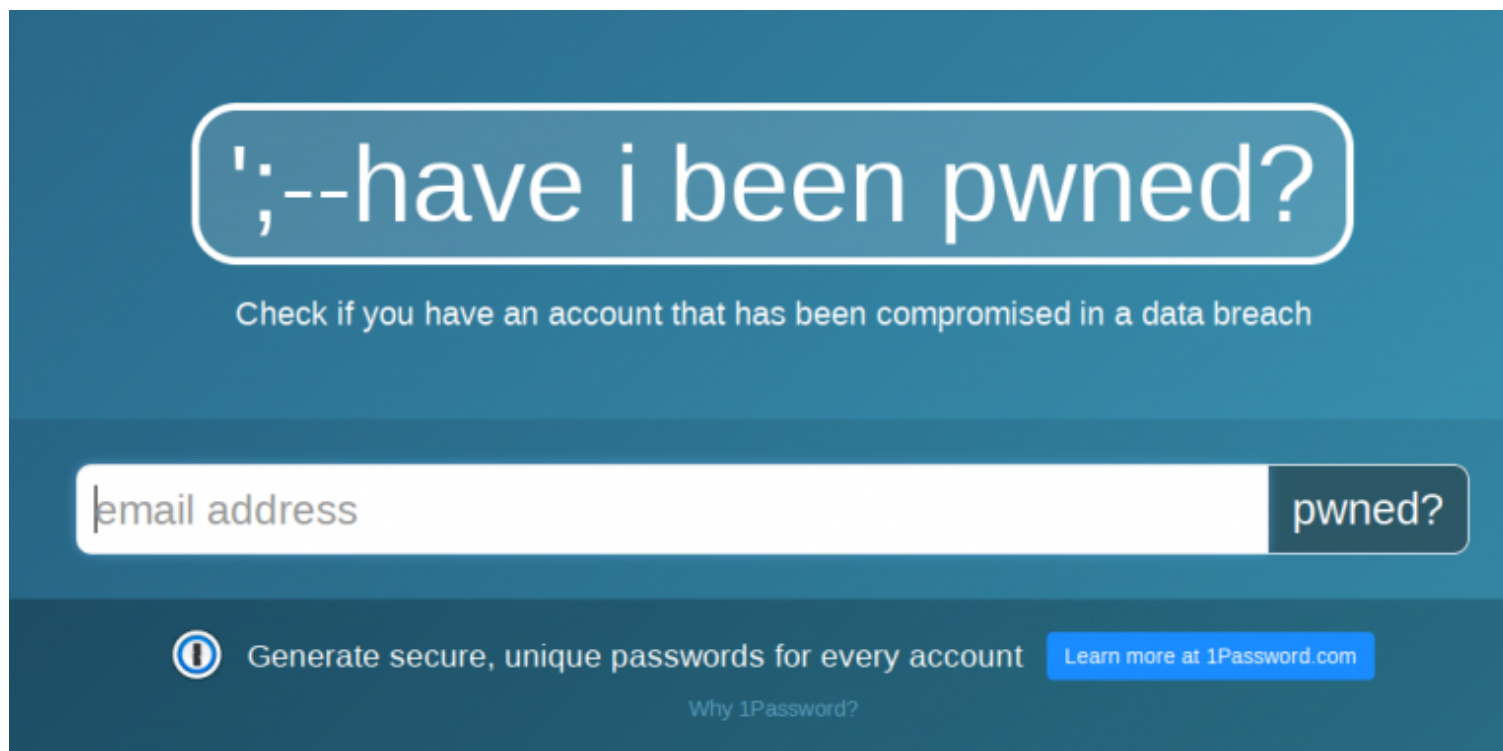 ';--have i been pwned?
Check if you have an account that has been compromised in a data breach
email address
pwned?
Generate secure, unique passwords for every account
Learn more at 1Password.com
Why 1Password?